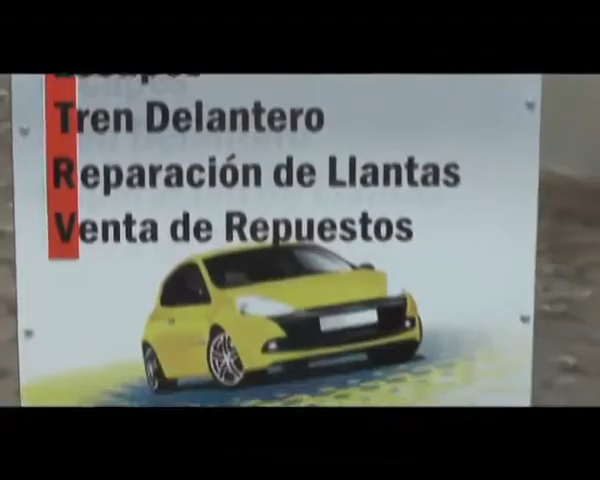 Tren Delantero
Reparación de Llantas
Venta de Repuestos